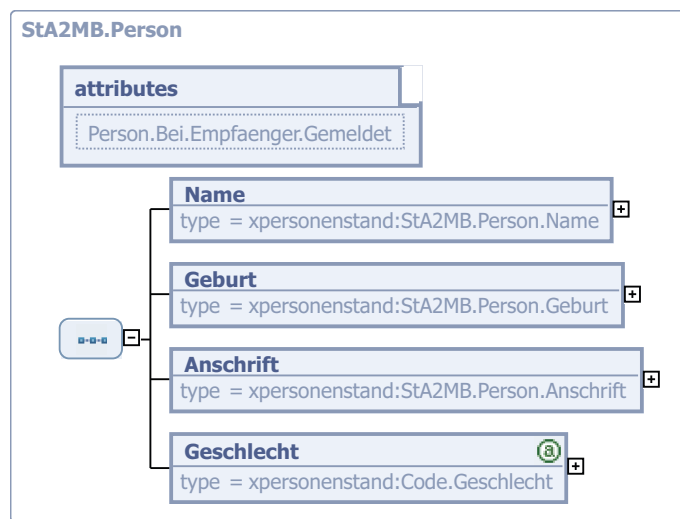 StA2MB.Person
attributes
Person.Bei.Empfaenger.Gemeldet
Name
type = xpersonenstand:StA2MB.Person.Name
Geburt
type = xpersonenstand:StA2MB.Person.Geburt
Anschrift
type = xpersonenstand:StA2MB.Person.Anschrift
Geschlecht @
type = xpersonenstand:Code.Geschlecht